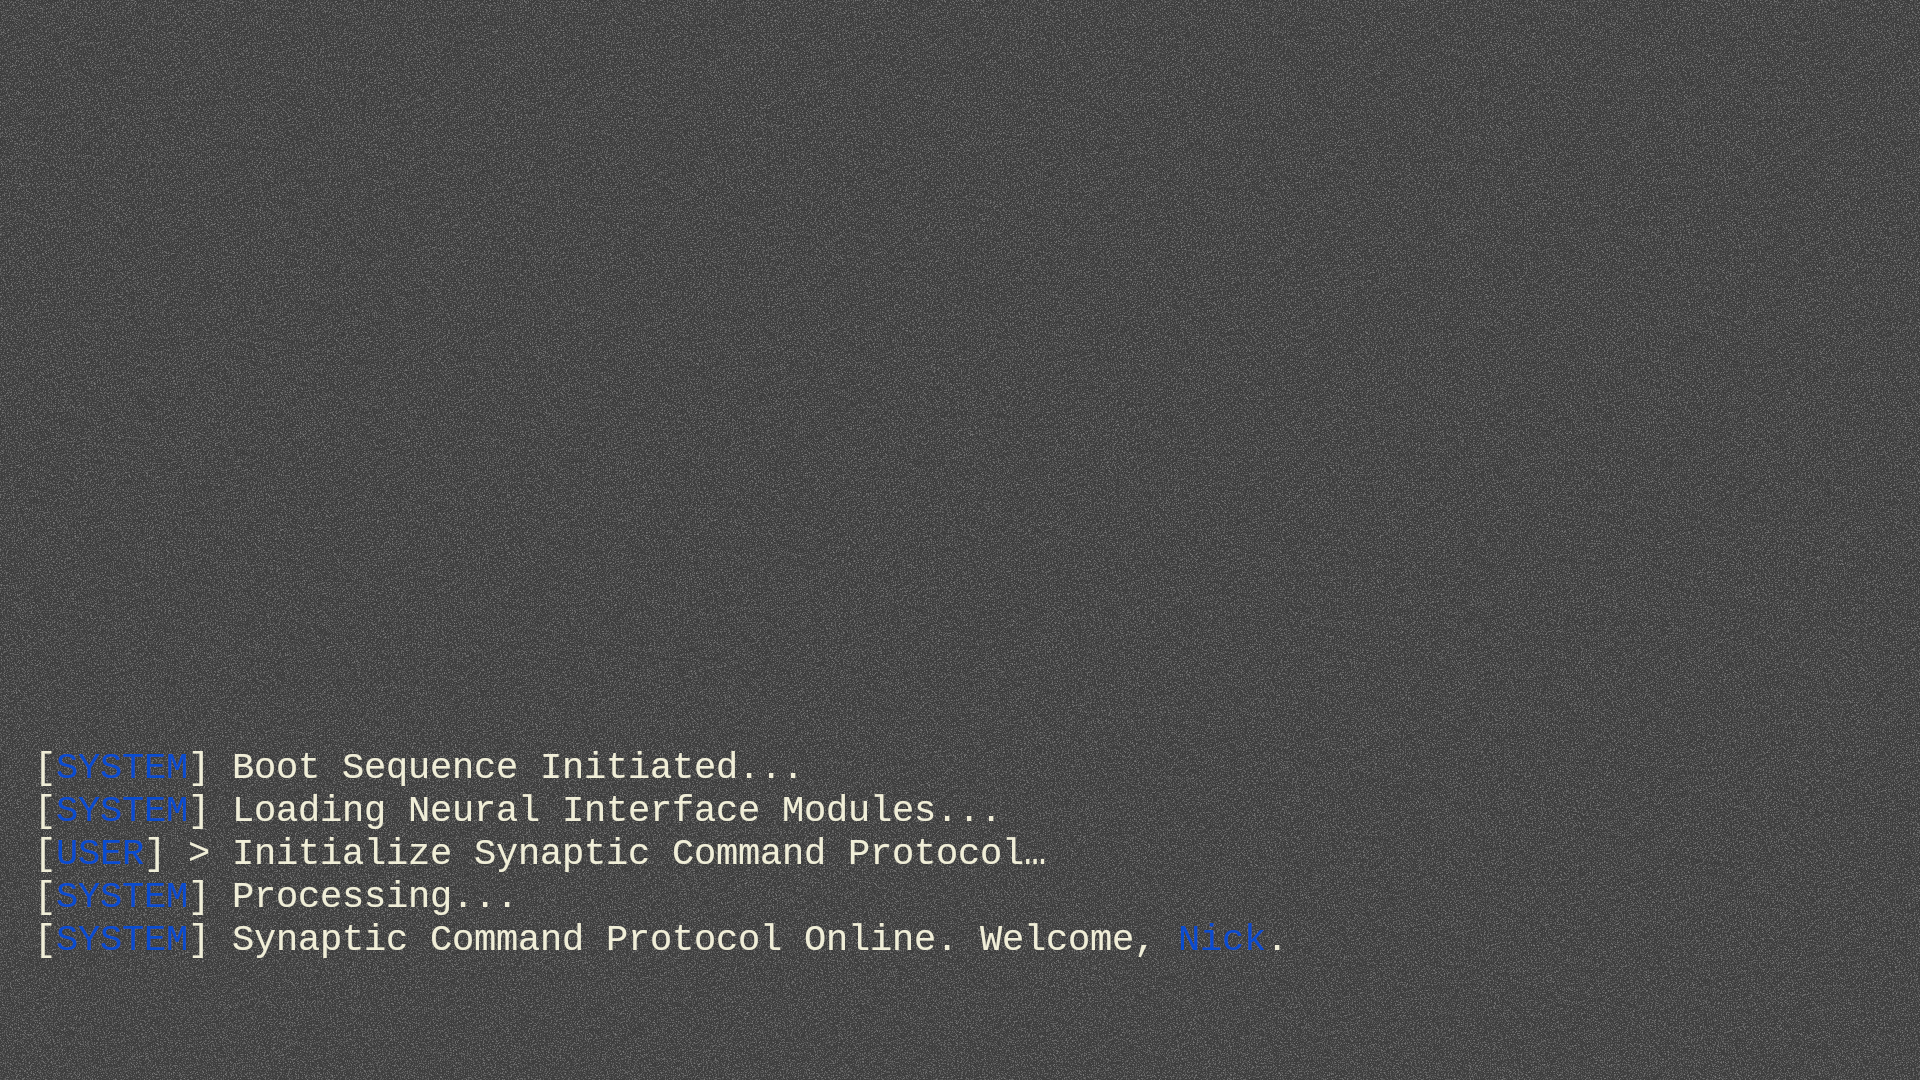 [SYSTEM] Boot Sequence Initiated...
[SYSTEM] Loading Neural Interface Modules...
[USER] > Initialize Synaptic Command Protocol…
[SYSTEM] Processing...
[SYSTEM] Synaptic Command Protocol Online. Welcome, Nick.